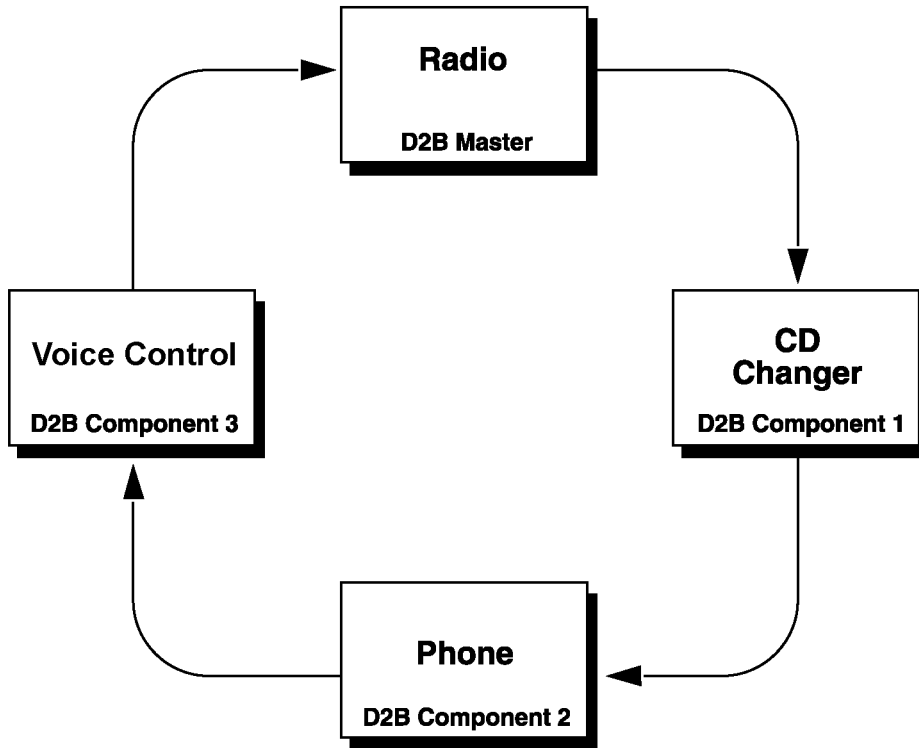 Radio
D2B Master
Voice Control
D2B Component 3
CD
Changer
D2B Component 1
Phone
D2B Component 2